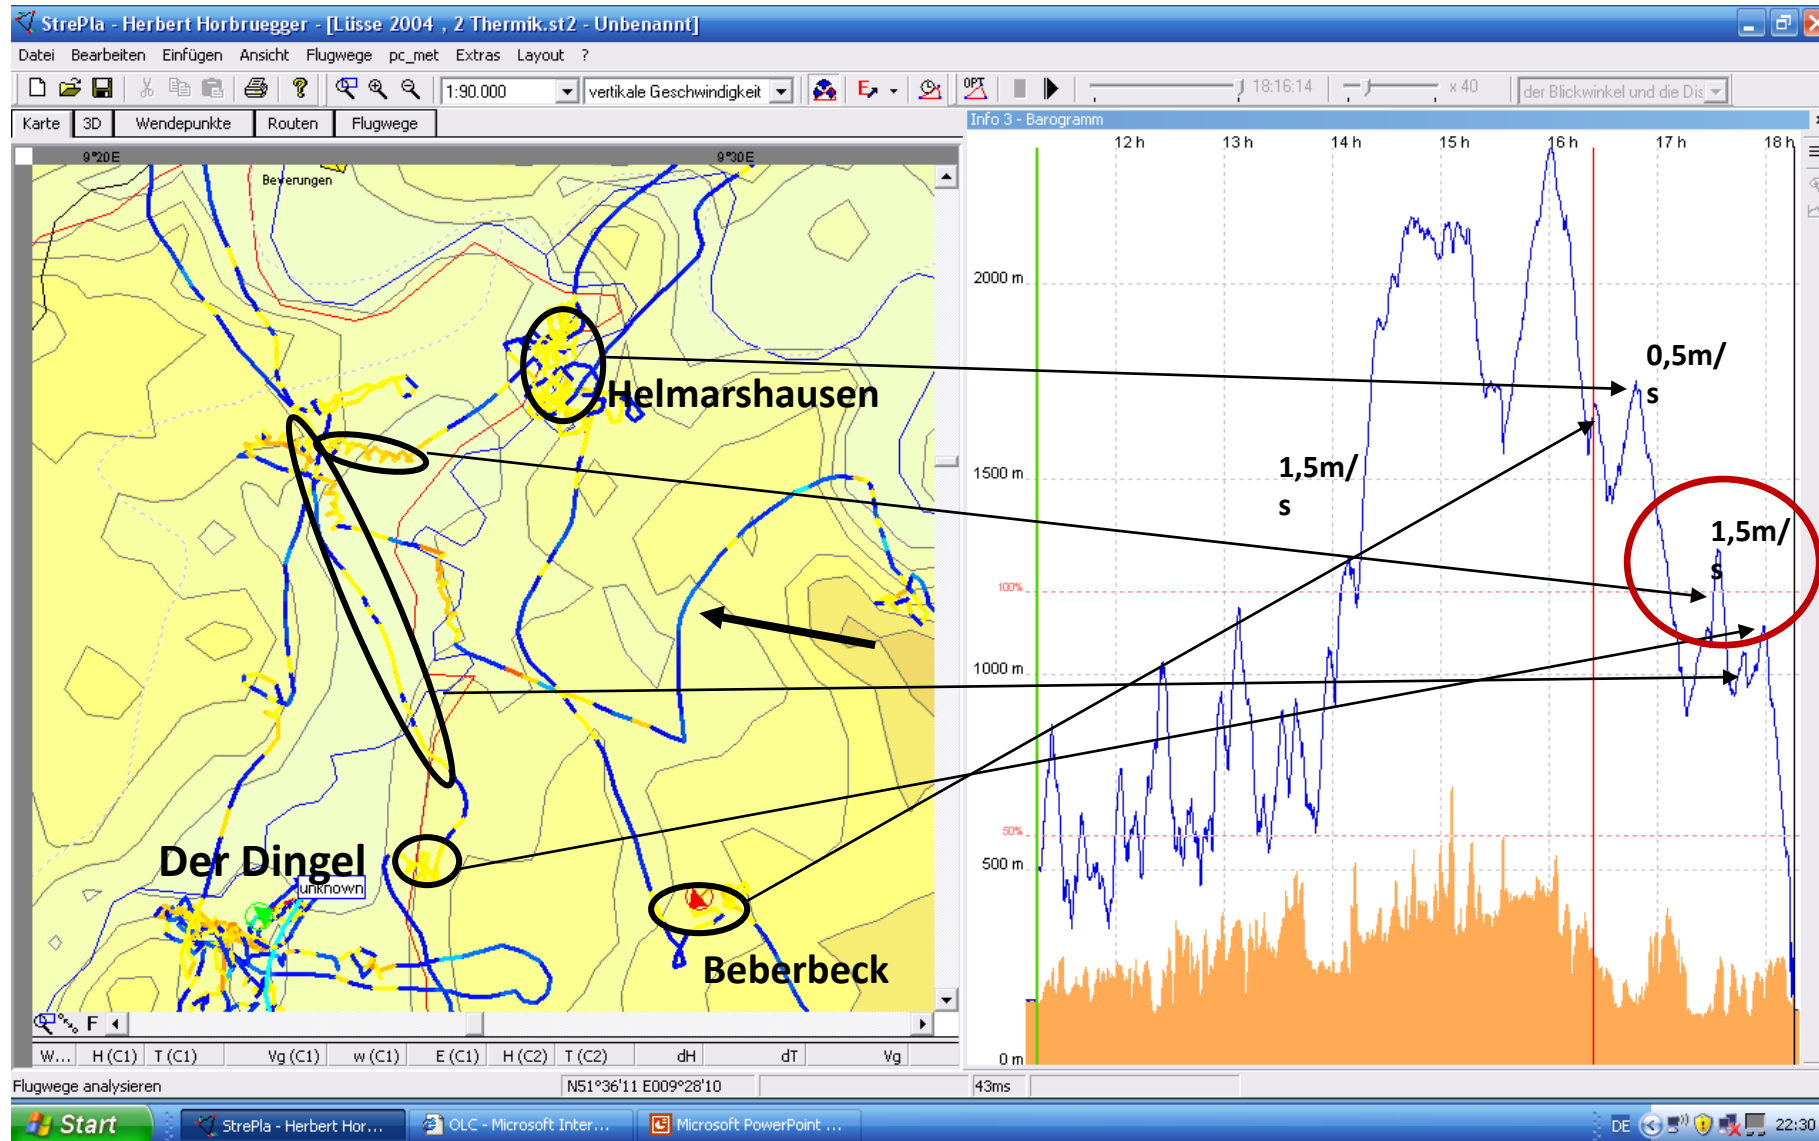 StrePla - Herbert Horbruegger - [Lüsse 2004 , 2 Thermik.st2 - Unbenannt]
Datei Bearbeiten Einfügen Ansicht Flugwege pc_met Extras Layout ?
1:90.000 vertikale Geschwindigkeit OPT 18:16:14 x 40 der Blickwinkel und die Dis
Karte 3D Wendepunkte Routen Flugwege
Info 3 - Barogramm
12 h 13 h 14 h 15 h 16 h 17 h 18 h
9°20E 9°30E
Beverungen
2000 m
0,5m/
s
Helmarshausen
1,5m/
s
1500 m
1,5m/
s
100%
1000 m
50%
500 m
Der Dingel
unknown
Beberbeck
F
0 m
W... H (C1) T (C1) Vg (C1) w (C1) E (C1) H (C2) T (C2) dH dT Vg
Flugwege analysieren N51°36'11 E009°28'10 43ms
Start StrePla - Herbert Hor... OLC - Microsoft Inter... Microsoft PowerPoint ... DE 22:30